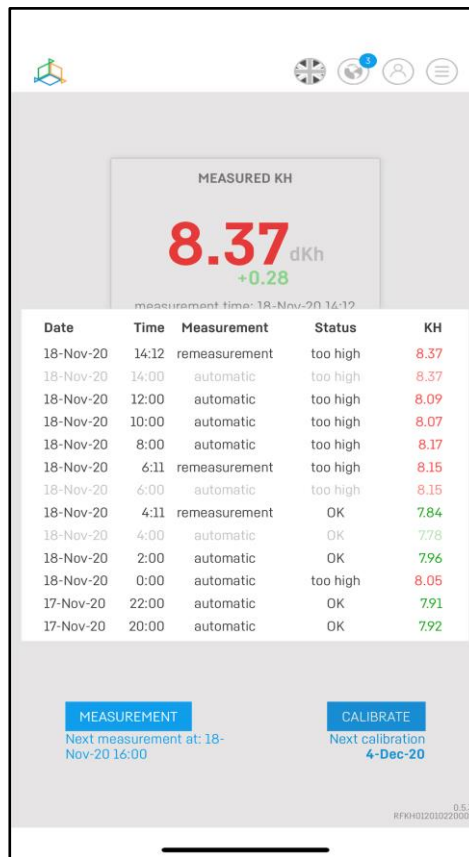 3
MEASURED KH
8.37 dKh
+0.28
measurement time: 18-Nov-20 14:12
Date Time Measurement Status KH
18-Nov-20 14:12 remeasurement too high 8.37
18-Nov-20 14:00 automatic too high 8.37
18-Nov-20 12:00 automatic too high 8.09
18-Nov-20 10:00 automatic too high 8.07
18-Nov-20 8:00 automatic too high 8.17
18-Nov-20 6:11 remeasurement too high 8.15
18-Nov-20 6:00 automatic too high 8.15
18-Nov-20 4:11 remeasurement OK 7.84
18-Nov-20 4:00 automatic OK 7.78
18-Nov-20 2:00 automatic OK 7.96
18-Nov-20 0:00 automatic too high 8.05
17-Nov-20 22:00 automatic OK 7.91
17-Nov-20 20:00 automatic OK 7.92
MEASUREMENT
Next measurement at: 18-
Nov-20 16:00
CALIBRATE
Next calibration
4-Dec-20